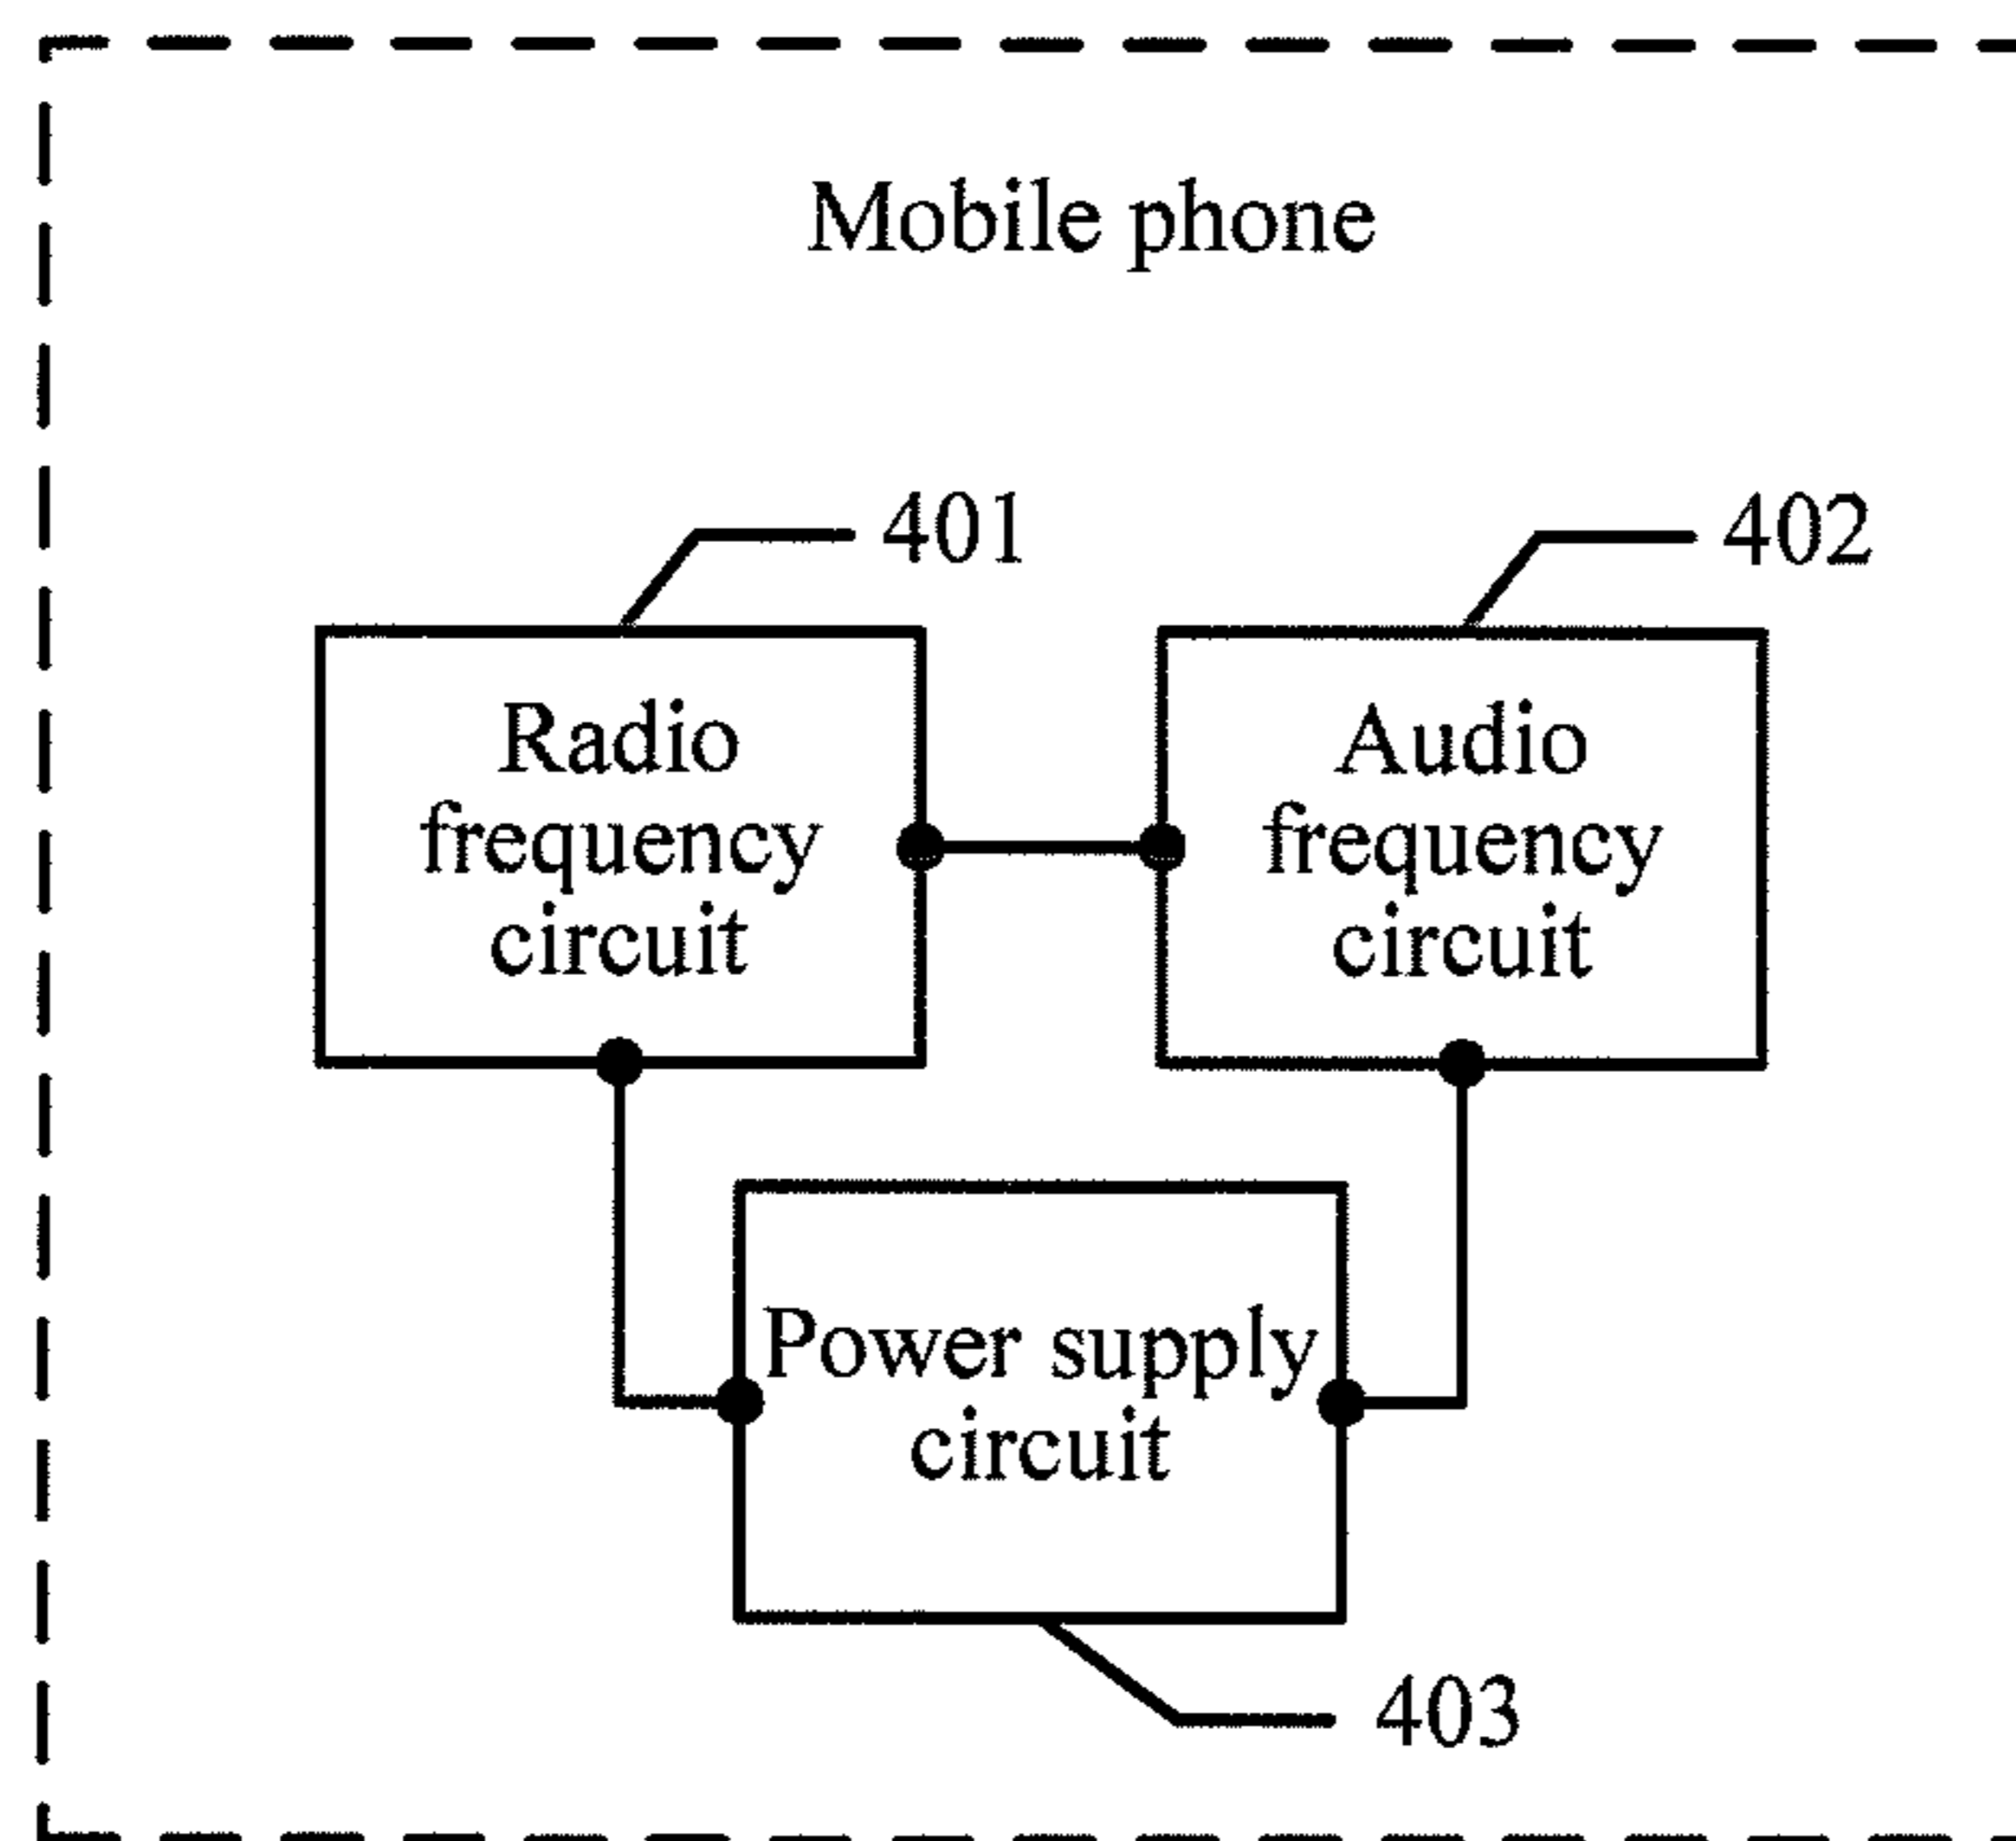 Mobile phone
401
402
Radio
frequency
circuit
Audio
frequency
circuit
Power supply
circuit
403